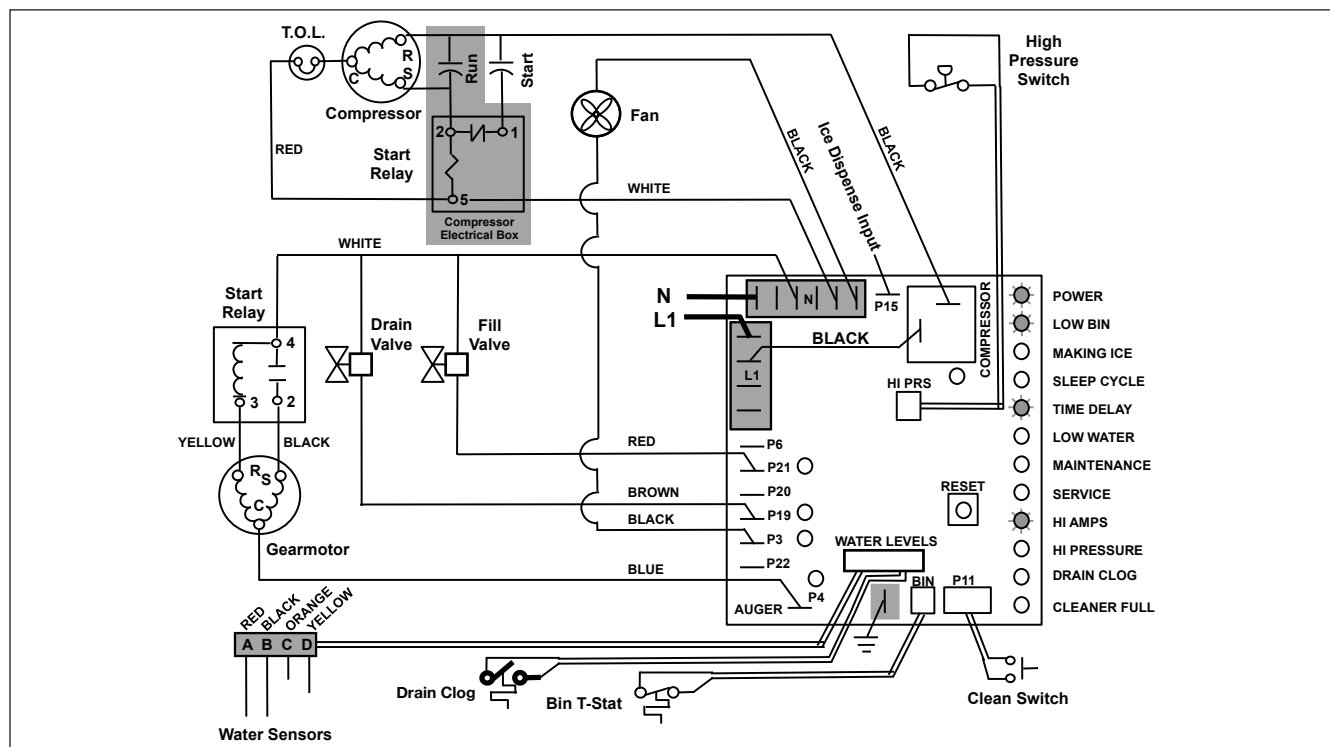 T.O.L.
R
S
C
Compressor
Run
Start
2
1
5
Start
Relay
Compressor
Electrical Box
RED
WHITE
Fan
BLACK
Ice Dispense Input
BLACK
High
Pressure
Switch
WHITE
Start
Relay
4
3
2
YELLOW
BLACK
R
S
C
Gearmotor
Drain
Valve
Fill
Valve
RED
BROWN
BLACK
BLUE
N
L1
N
L1
BLACK
P15
COMPRESSOR
HI PRS
P6
P21
P20
P19
P3
P22
P4
AUGER
RESET
WATER LEVELS
BIN
P11
POWER
LOW BIN
MAKING ICE
SLEEP CYCLE
TIME DELAY
LOW WATER
MAINTENANCE
SERVICE
HI AMPS
HI PRESSURE
DRAIN CLOG
CLEANER FULL
RED
BLACK
ORANGE
YELLOW
A B C D
Water Sensors
Drain Clog
Bin T-Stat
Clean Switch